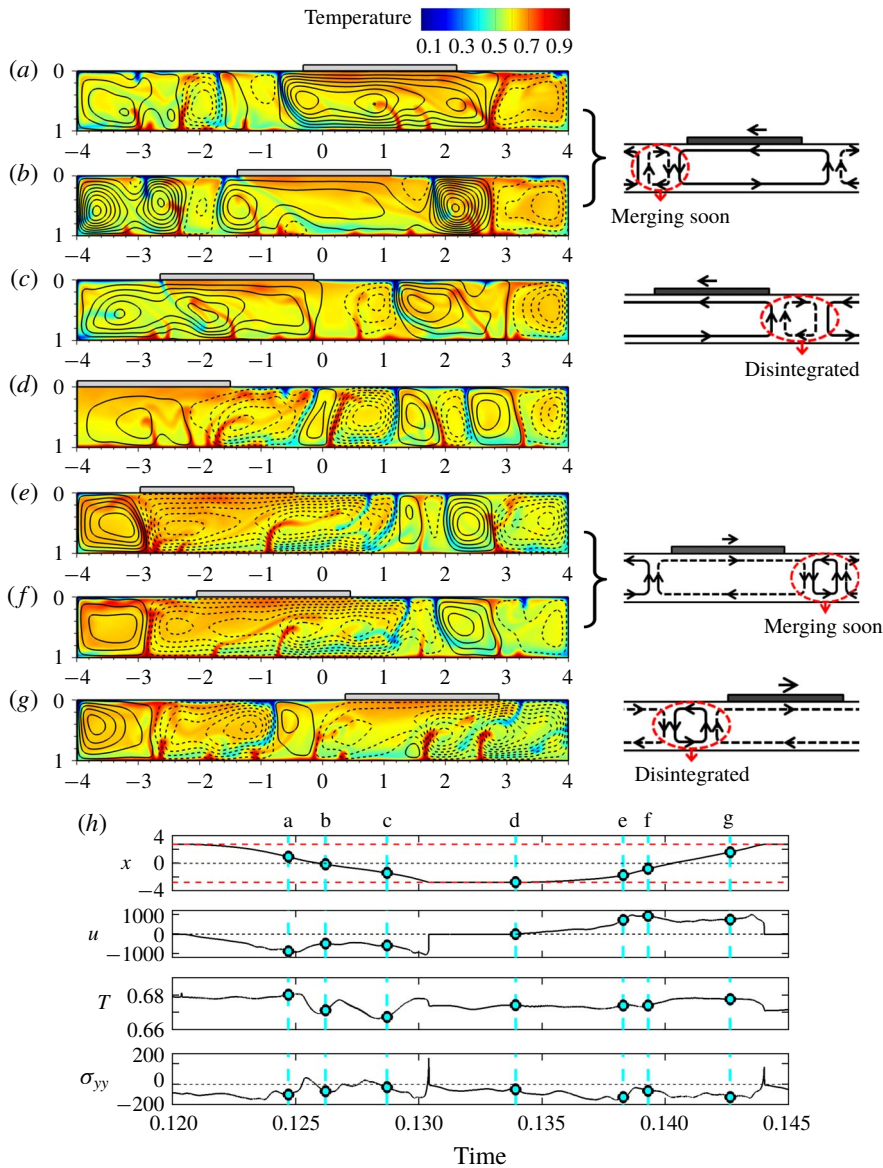 Temperature
0.1 0.3 0.5 0.7 0.9
(a) 0
1
−4 −3 −2 −1 0 1 2 3 4
(b) 0
1
−4 −3 −2 −1 0 1 2 3 4
Merging soon
(c) 0
1
−4 −3 −2 −1 0 1 2 3 4
Disintegrated
(d) 0
1
−4 −3 −2 −1 0 1 2 3 4
(e) 0
1
−4 −3 −2 −1 0 1 2 3 4
(f) 0
1
−4 −3 −2 −1 0 1 2 3 4
Merging soon
(g) 0
1
−4 −3 −2 −1 0 1 2 3 4
Disintegrated
(h) a b c d e f g
4
x 0
−4
1000
u 0
−1000
0.68
T
0.66
200
σyy 0
−200
0.120 0.125 0.130 0.135 0.140 0.145
Time